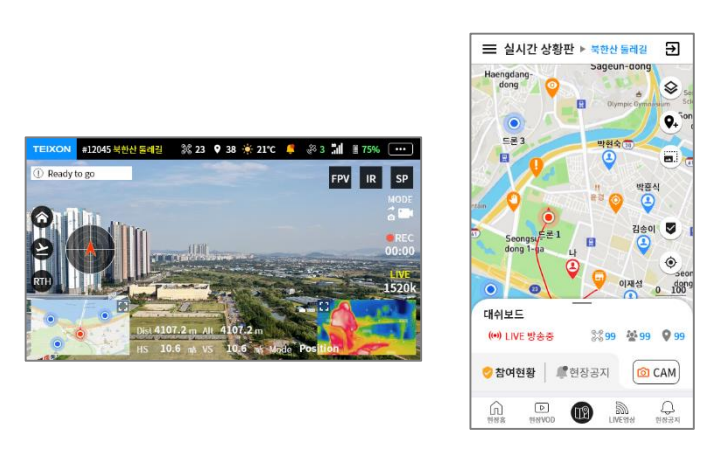 TEIXON #12045 북한산 둘레길 23 38 21℃ 3 75%
Ready to go
FPV IR SP
MODE
REC
00:00
RTH
LIVE
1520k
Dist 4107.2 m Alt 4107.2 m
HS 10.6 ㎧ VS 10.6 ㎧ Mode Position
실시간 상황판 ▶ 북한산 둘레길
Sageun-dong
Haengdang-
dong
Olympic Gymnasium
드론 3
박현숙
박흥식
김송이
Seongsu
드론 1
dong 1-ga
나
이재성
0 100
대쉬보드
LIVE 방송중 99 99 99
참여현황 현장공지 CAM
현장홈 현장VOD LIVE영상 현장공지